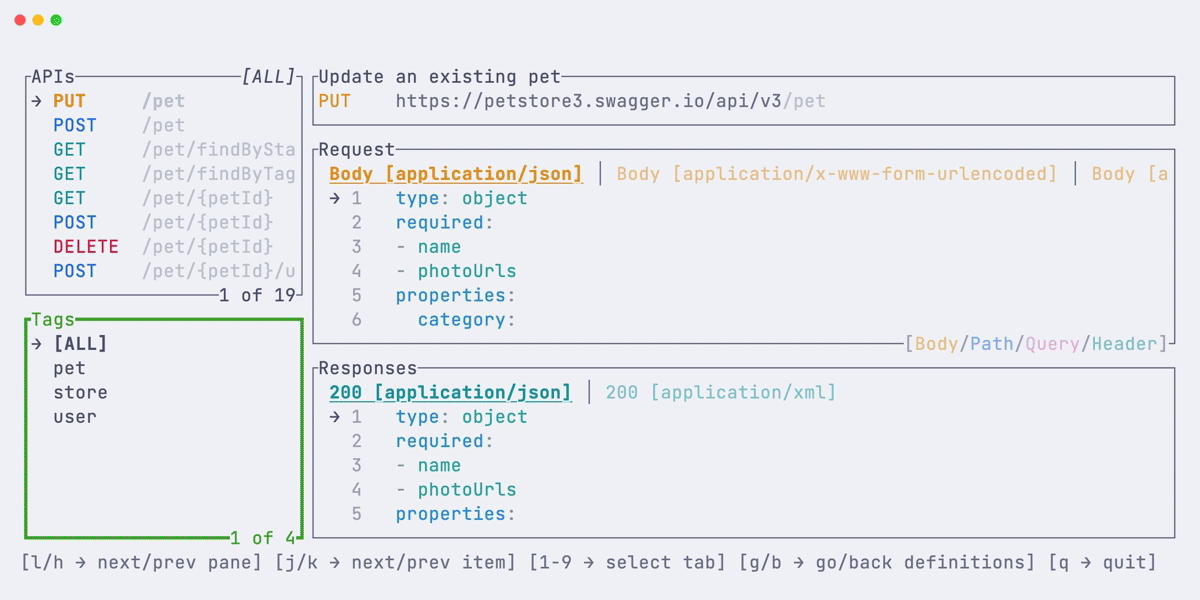 APIs [ALL]
→ PUT /pet
POST /pet
GET /pet/findBySta
GET /pet/findByTag
GET /pet/{petId}
POST /pet/{petId}
DELETE /pet/{petId}
POST /pet/{petId}/u
1 of 19
Tags
→ [ALL]
pet
store
user
1 of 4
Update an existing pet
PUT https://petstore3.swagger.io/api/v3/pet
Request
Body [application/json] │ Body [application/x-www-form-urlencoded] │ Body [a
→ 1 type: object
2 required:
3 - name
4 - photoUrls
5 properties:
6 category:
[Body/Path/Query/Header]
Responses
200 [application/json] │ 200 [application/xml]
→ 1 type: object
2 required:
3 - name
4 - photoUrls
5 properties:
[l/h → next/prev pane] [j/k → next/prev item] [1-9 → select tab] [g/b → go/back definitions] [q → quit]